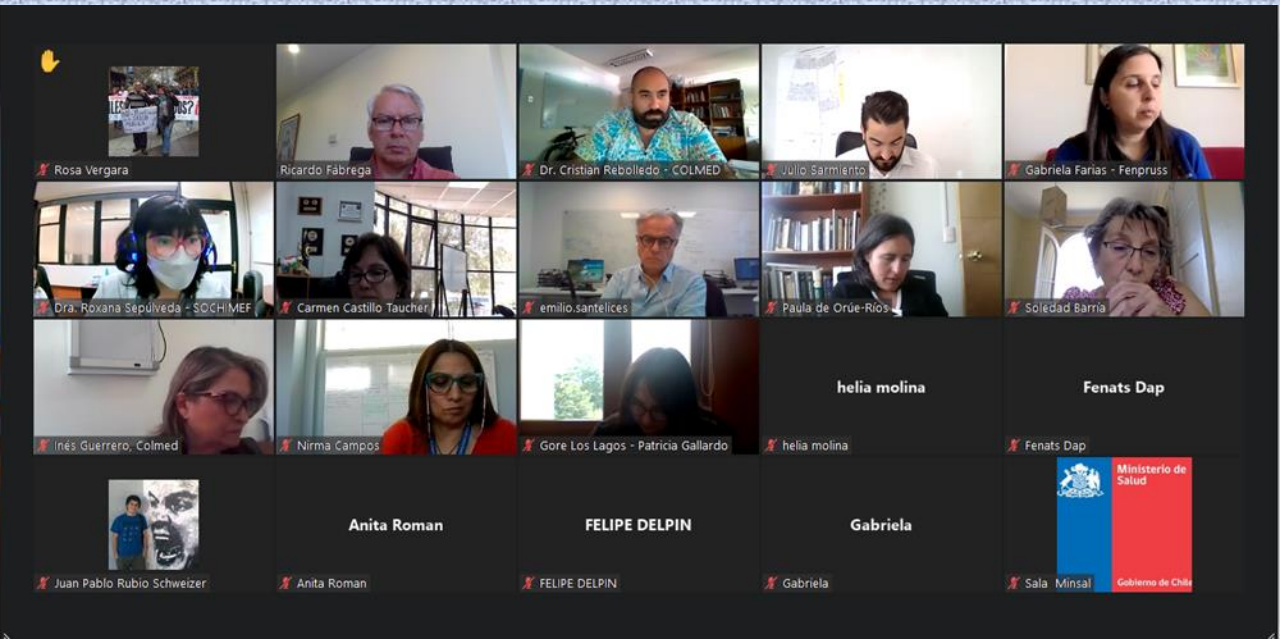 Rosa Vergara
Ricardo Fábrega
Dr. Cristian Rebolledo - COLMED
Julio Sarmiento
Gabriela Farias - Fenpruss
Dra. Roxana Sepúlveda - SOCHIMEF
Carmen Castillo Taucher
emilio.santelices
Paula de Orúe-Ríos
Soledad Barría
Inés Guerrero, Colmed
Nirma Campos
Gore Los Lagos - Patricia Gallardo
helia molina
helia molina
Fenats Dap
Fenats Dap
Juan Pablo Rubio Schweizer
Anita Roman
Anita Roman
FELIPE DELPIN
FELIPE DELPIN
Gabriela
Gabriela
Ministerio de
Salud
Gobierno de Chile
Sala Minsal